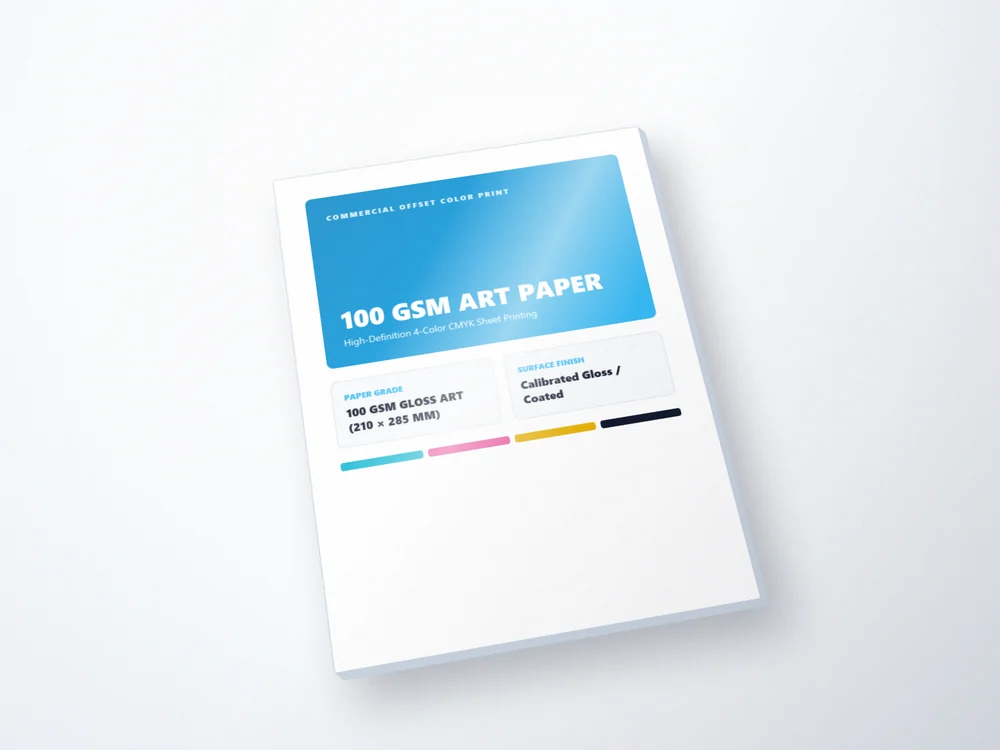 COMMERCIAL OFFSET COLOR PRINT
100 GSM ART PAPER
High-Definition 4-Color CMYK Sheet Printing
PAPER GRADE
100 GSM GLOSS ART
(210 × 285 MM)
SURFACE FINISH
Calibrated Gloss /
Coated